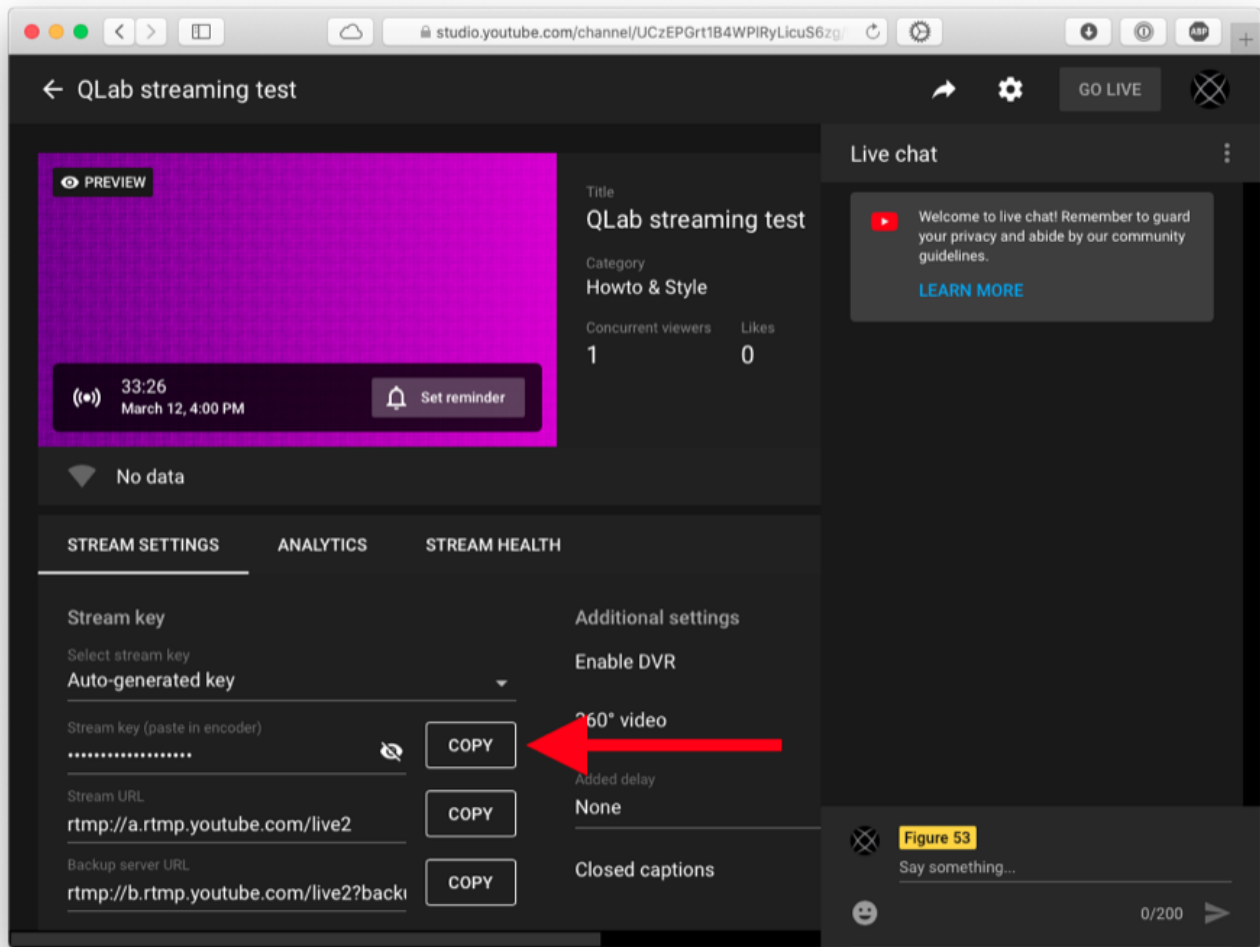 studio.youtube.com/channel/UCzEPGrt1B4WPlRyLicuS6zg/
ABP
QLab streaming test
GO LIVE
PREVIEW
33:26
March 12, 4:00 PM
Set reminder
Title
QLab streaming test
Category
Howto & Style
Concurrent viewers Likes
1 0
No data
Live chat
Welcome to live chat! Remember to guard
your privacy and abide by our community
guidelines.
LEARN MORE
STREAM SETTINGS ANALYTICS STREAM HEALTH
Stream key
Select stream key
Auto-generated key
Stream key (paste in encoder)
••••••••••••••••••• COPY
Stream URL
rtmp://a.rtmp.youtube.com/live2 COPY
Backup server URL
rtmp://b.rtmp.youtube.com/live2?back COPY
Additional settings
Enable DVR
60° video
Added delay
None
Closed captions
Figure 53
Say something...
0/200